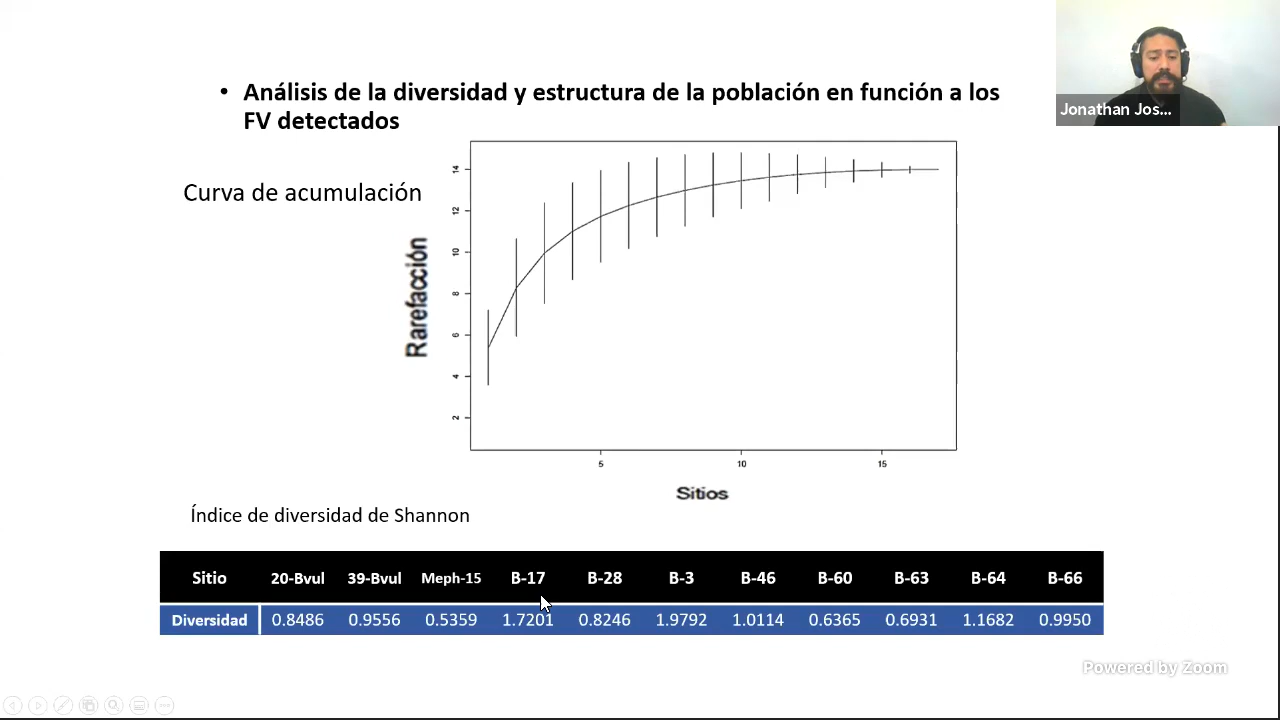 • Análisis de la diversidad y estructura de la población en función a los
FV detectados
Jonathan Jos...
Curva de acumulación
Rarefacción
14
12
10
8
6
4
2
5 10 15
Sitios
Índice de diversidad de Shannon
Sitio 20-Bvul 39-Bvul Meph-15 B-17 B-28 B-3 B-46 B-60 B-63 B-64 B-66
Diversidad 0.8486 0.9556 0.5359 1.7201 0.8246 1.9792 1.0114 0.6365 0.6931 1.1682 0.9950
Powered by Zoom